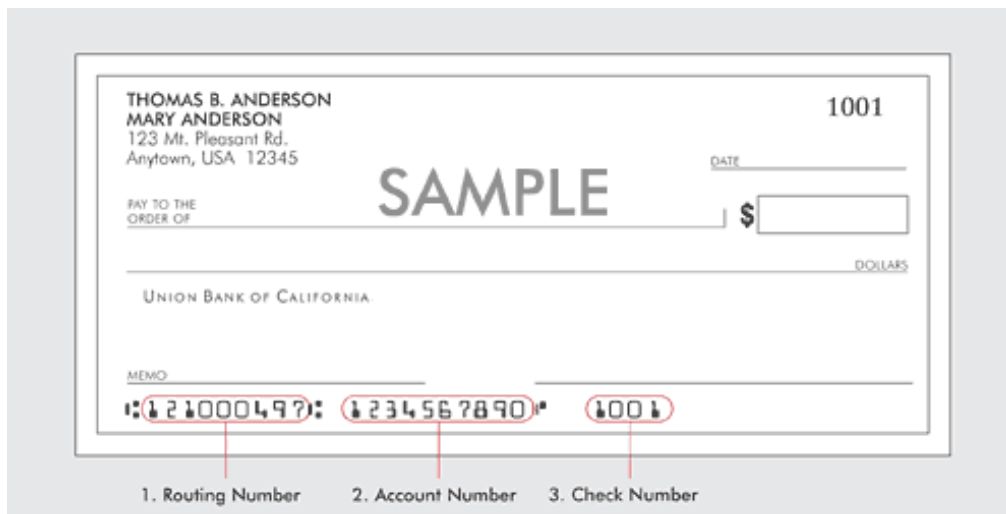 THOMAS B. ANDERSON
MARY ANDERSON
123 Mt. Pleasant Rd.
Anytown, USA 12345
1001
DATE
SAMPLE
PAY TO THE
ORDER OF
$
DOLLARS
UNION BANK OF CALIFORNIA
MEMO
⑆121000497⑆ 1234567890⑈ 1001
1. Routing Number 2. Account Number 3. Check Number